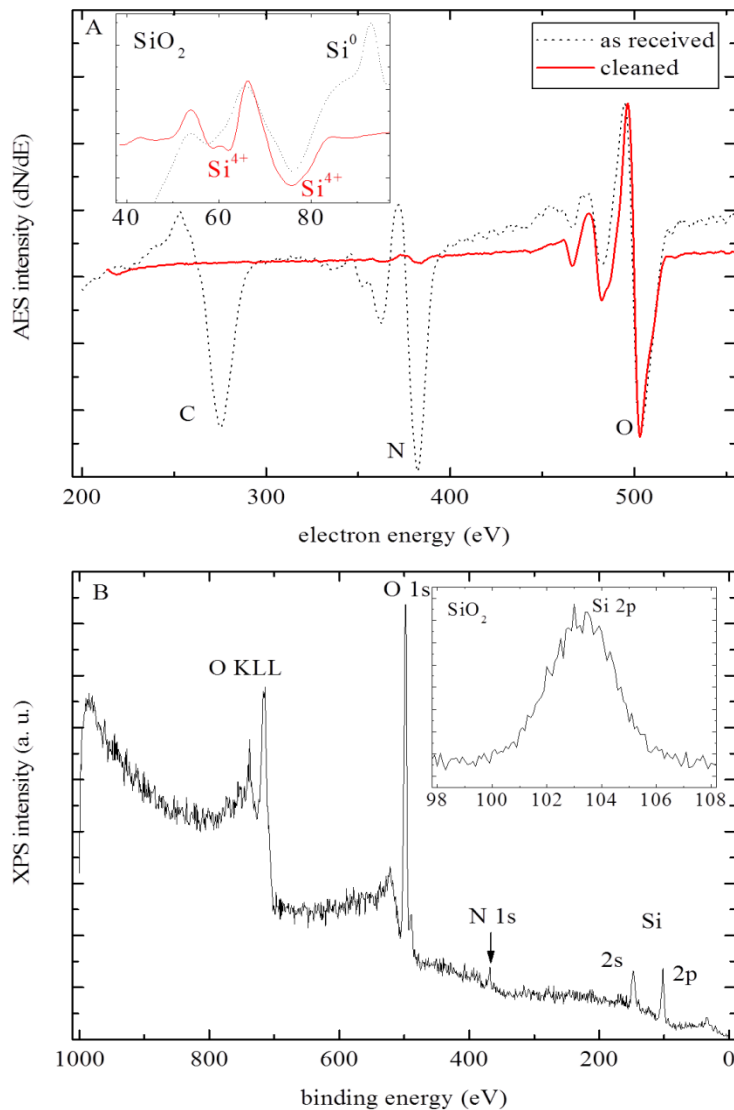 A
SiO2
Si0
Si4+
Si4+
40 60 80
as received
cleaned
AES intensity (dN/dE)
C
N
O
200 300 400 500
electron energy (eV)
B
O 1s
O KLL
SiO2
Si 2p
98 100 102 104 106 108
XPS intensity (a. u.)
N 1s
Si
2s
2p
1000 800 600 400 200 0
binding energy (eV)